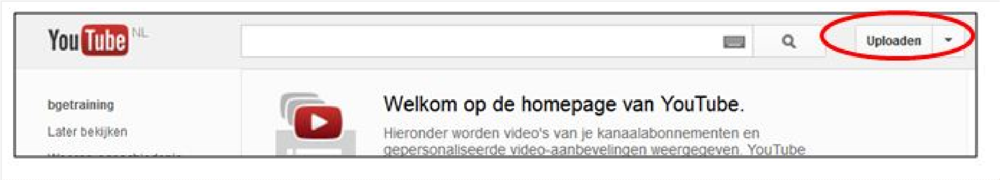 YouTube NL
Uploaden
bgetraining
Later bekijken
Welkom op de homepage van YouTube.
Hieronder worden video's van je kanaalabonnementen en
gepersonaliseerde video-aanbevelingen weergegeven. YouTube